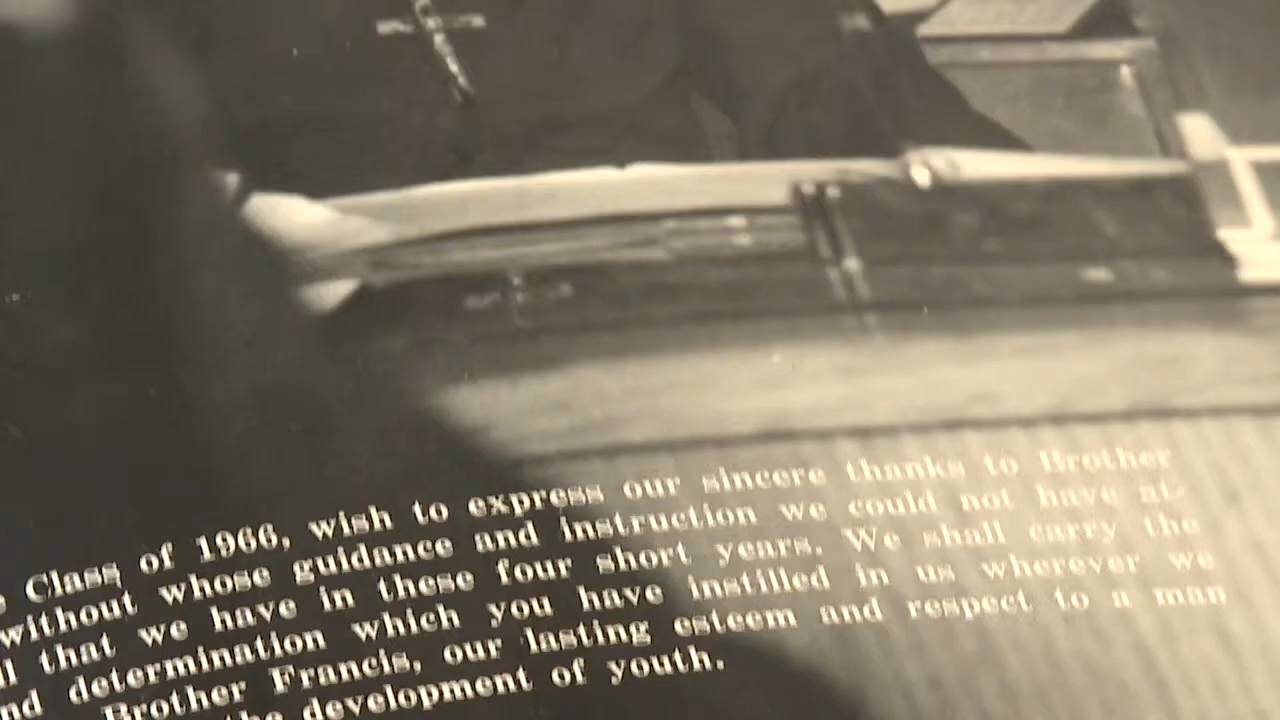 Class of 1966, wish to express our sincere thanks to Brother
without whose guidance and instruction we could not have at-
that we have in these four short years. We shall carry the
determination which you have instilled in us wherever we
Brother Francis, our lasting esteem and respect to a man
the development of youth.